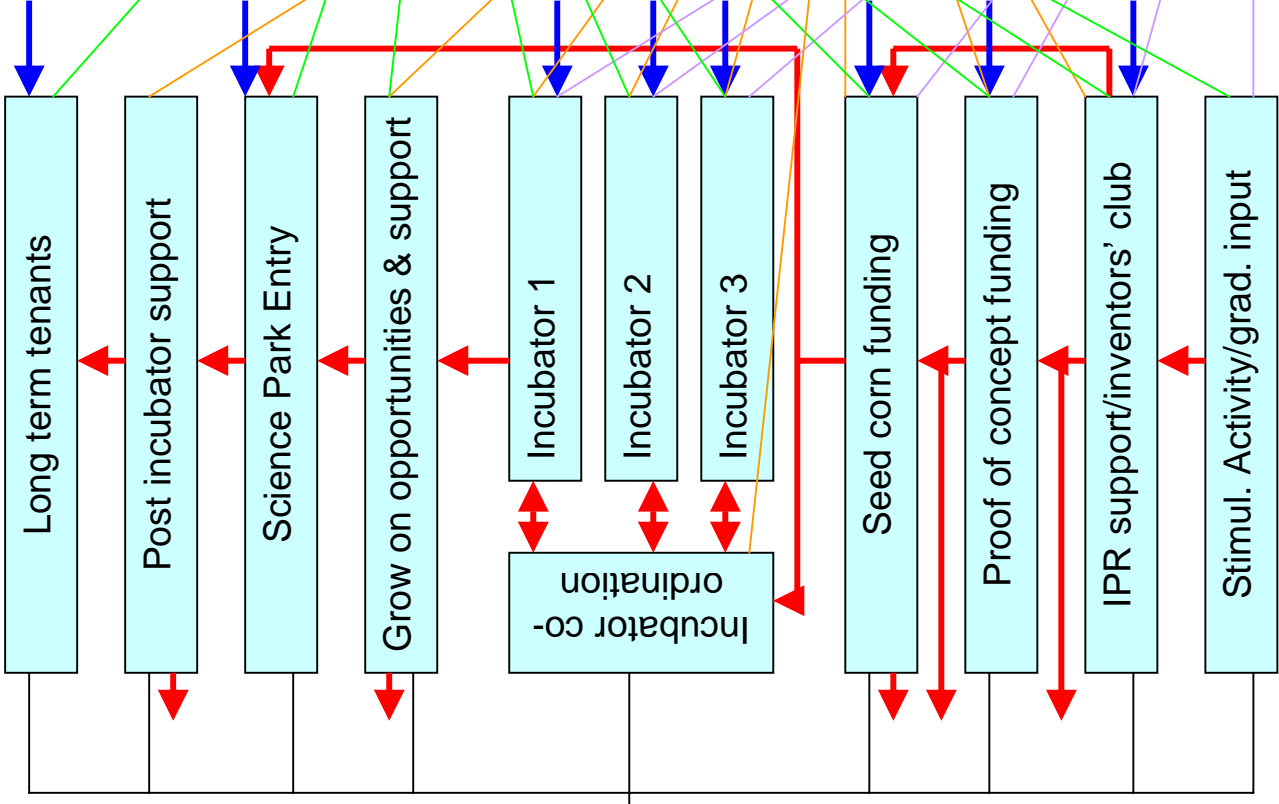 Long term tenants
Post incubator support
Science Park Entry
Grow on opportunities & support
Incubator 1
Incubator 2
Incubator 3
Incubator co-
ordination
Seed corn funding
Proof of concept funding
IPR support/inventors’ club
Stimul. Activity/grad. input